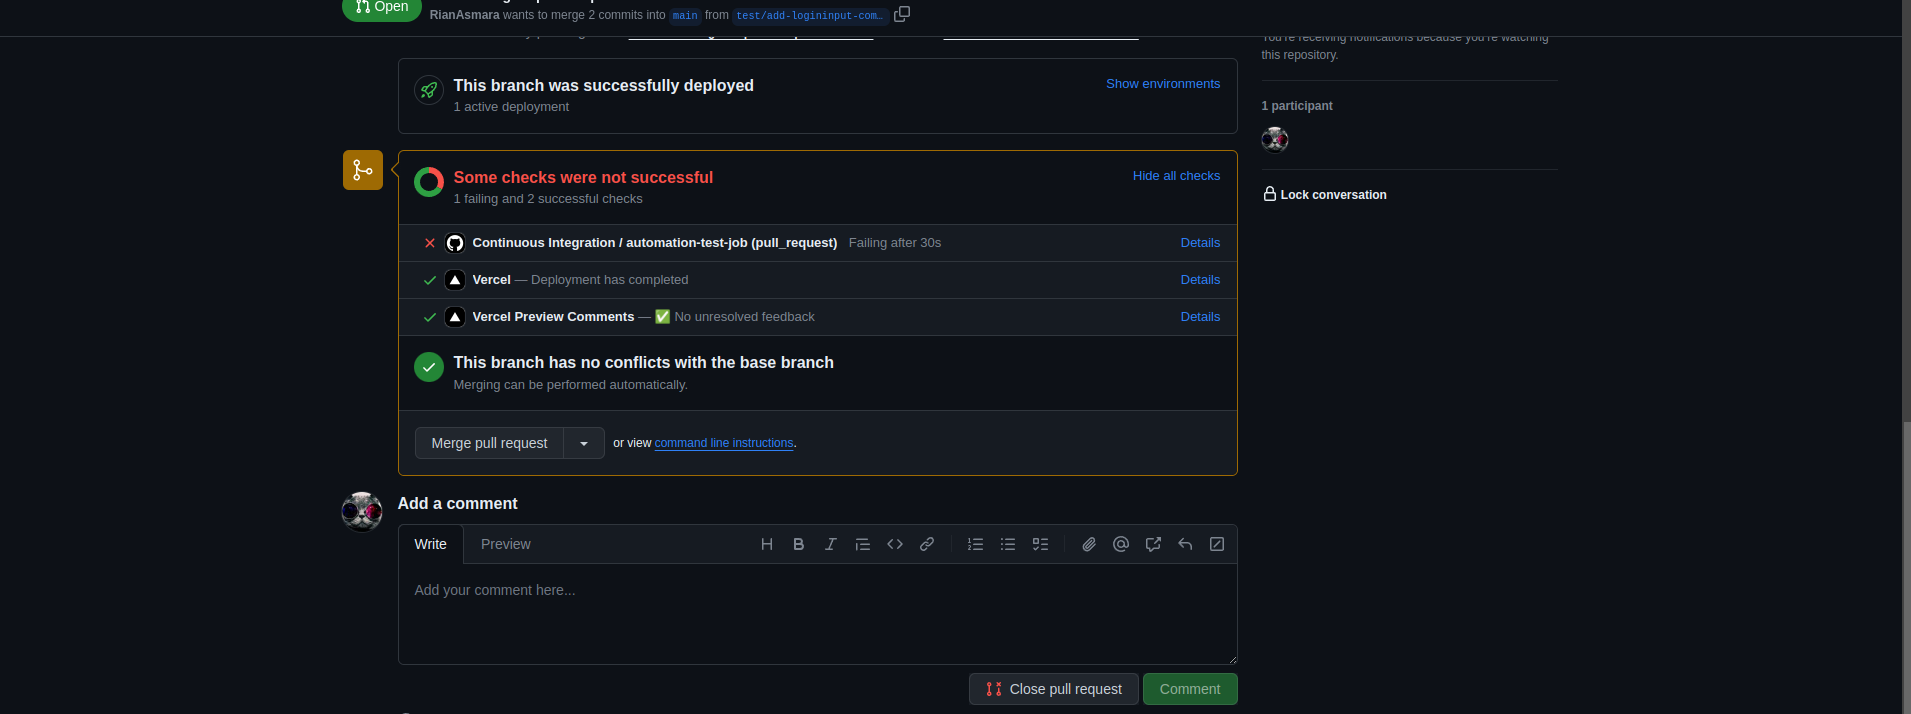 Open
RianAsmara wants to merge 2 commits into main from test/add-logininput-com…
You're receiving notifications because you're watching
this repository.
This branch was successfully deployed
Show environments
1 active deployment
1 participant
Some checks were not successful
Hide all checks
1 failing and 2 successful checks
Lock conversation
Continuous Integration / automation-test-job (pull_request) Failing after 30s
Details
Vercel — Deployment has completed
Details
Vercel Preview Comments — ✅ No unresolved feedback
Details
This branch has no conflicts with the base branch
Merging can be performed automatically.
Merge pull request
or view command line instructions.
Add a comment
Write
Preview
Add your comment here...
Close pull request
Comment